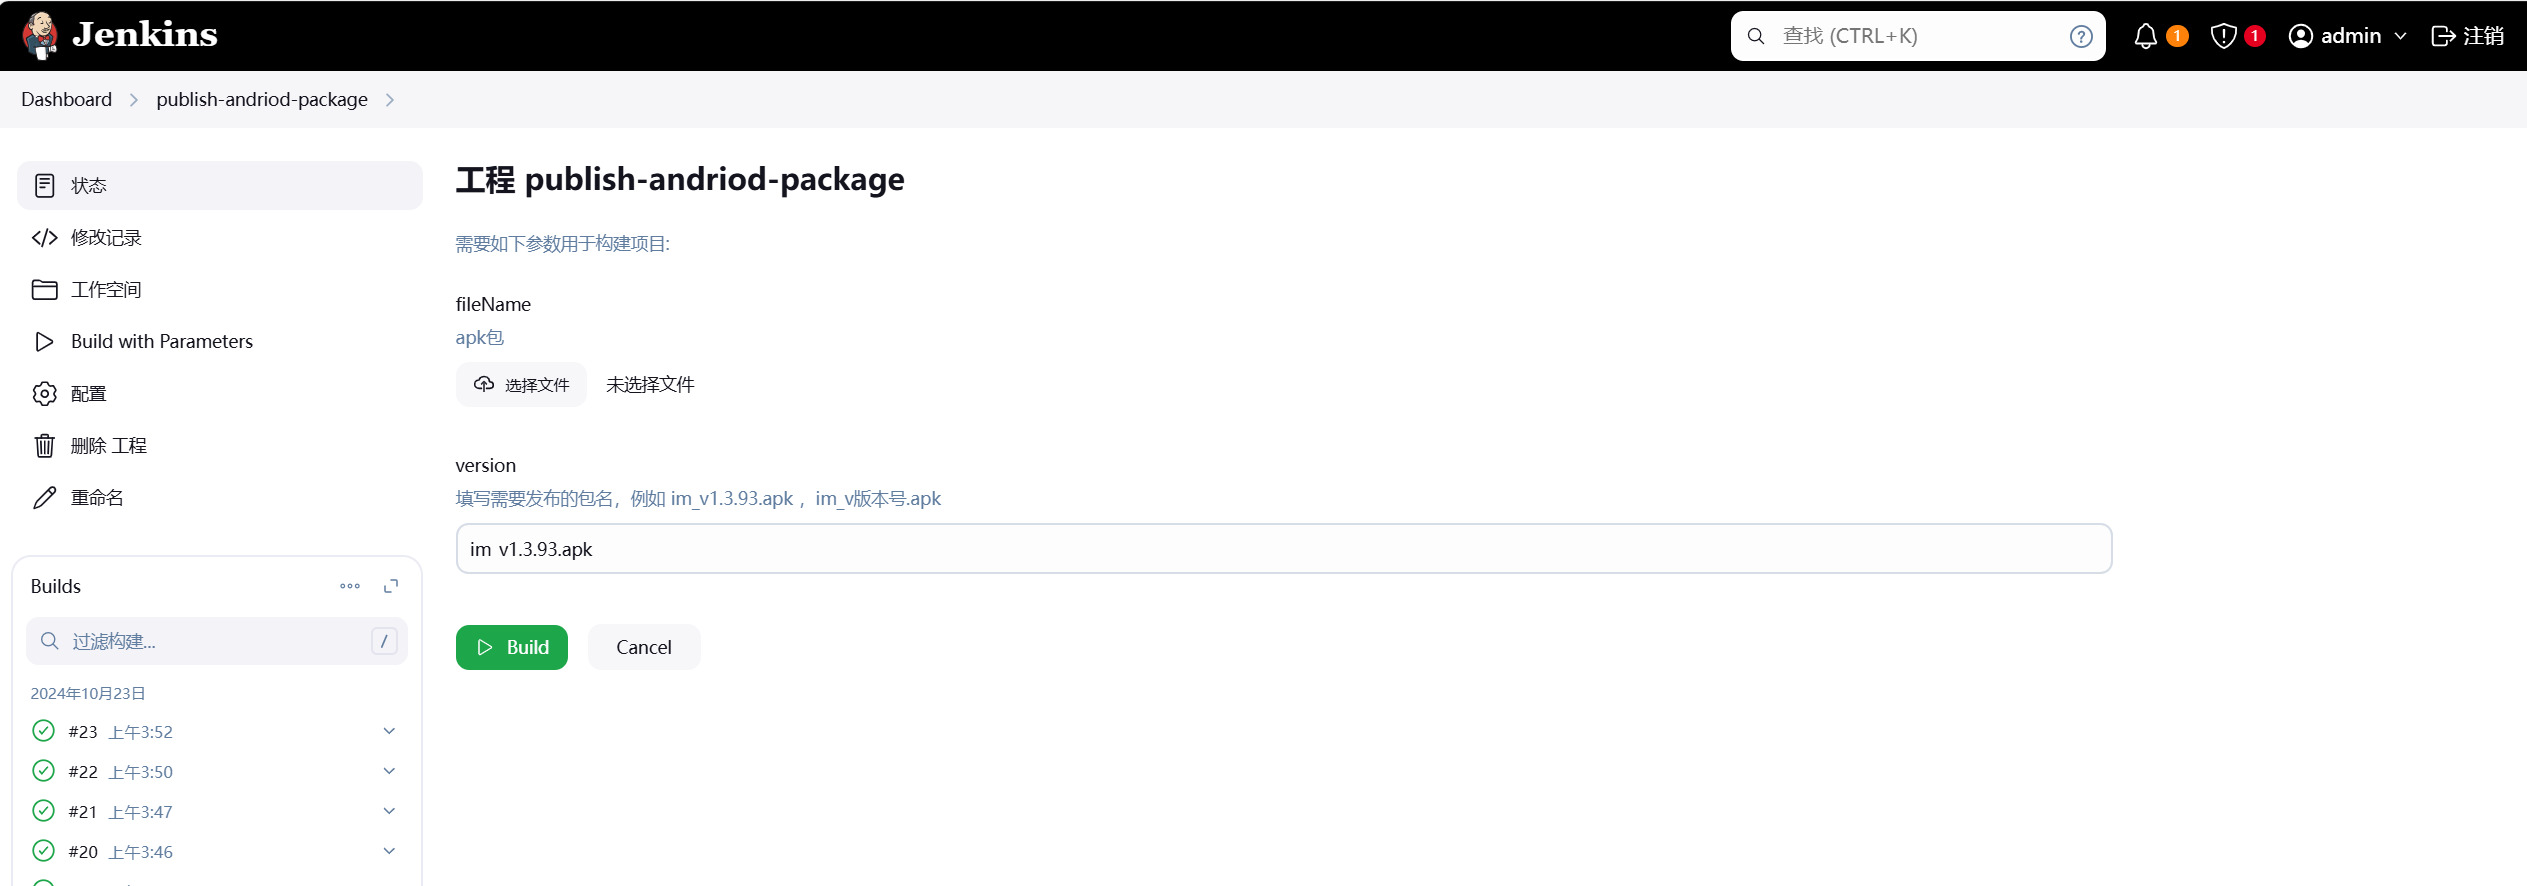 Jenkins
查找 (CTRL+K)
?
1
1
admin
注销
Dashboard
publish-andriod-package
状态
修改记录
工作空间
Build with Parameters
配置
删除 工程
重命名
Builds
过滤构建...
/
2024年10月23日
#23 上午3:52
#22 上午3:50
#21 上午3:47
#20 上午3:46
工程 publish-andriod-package
需要如下参数用于构建项目:
fileName
apk包
选择文件 未选择文件
version
填写需要发布的包名，例如 im_v1.3.93.apk ，im_v版本号.apk
im_v1.3.93.apk
Build
Cancel